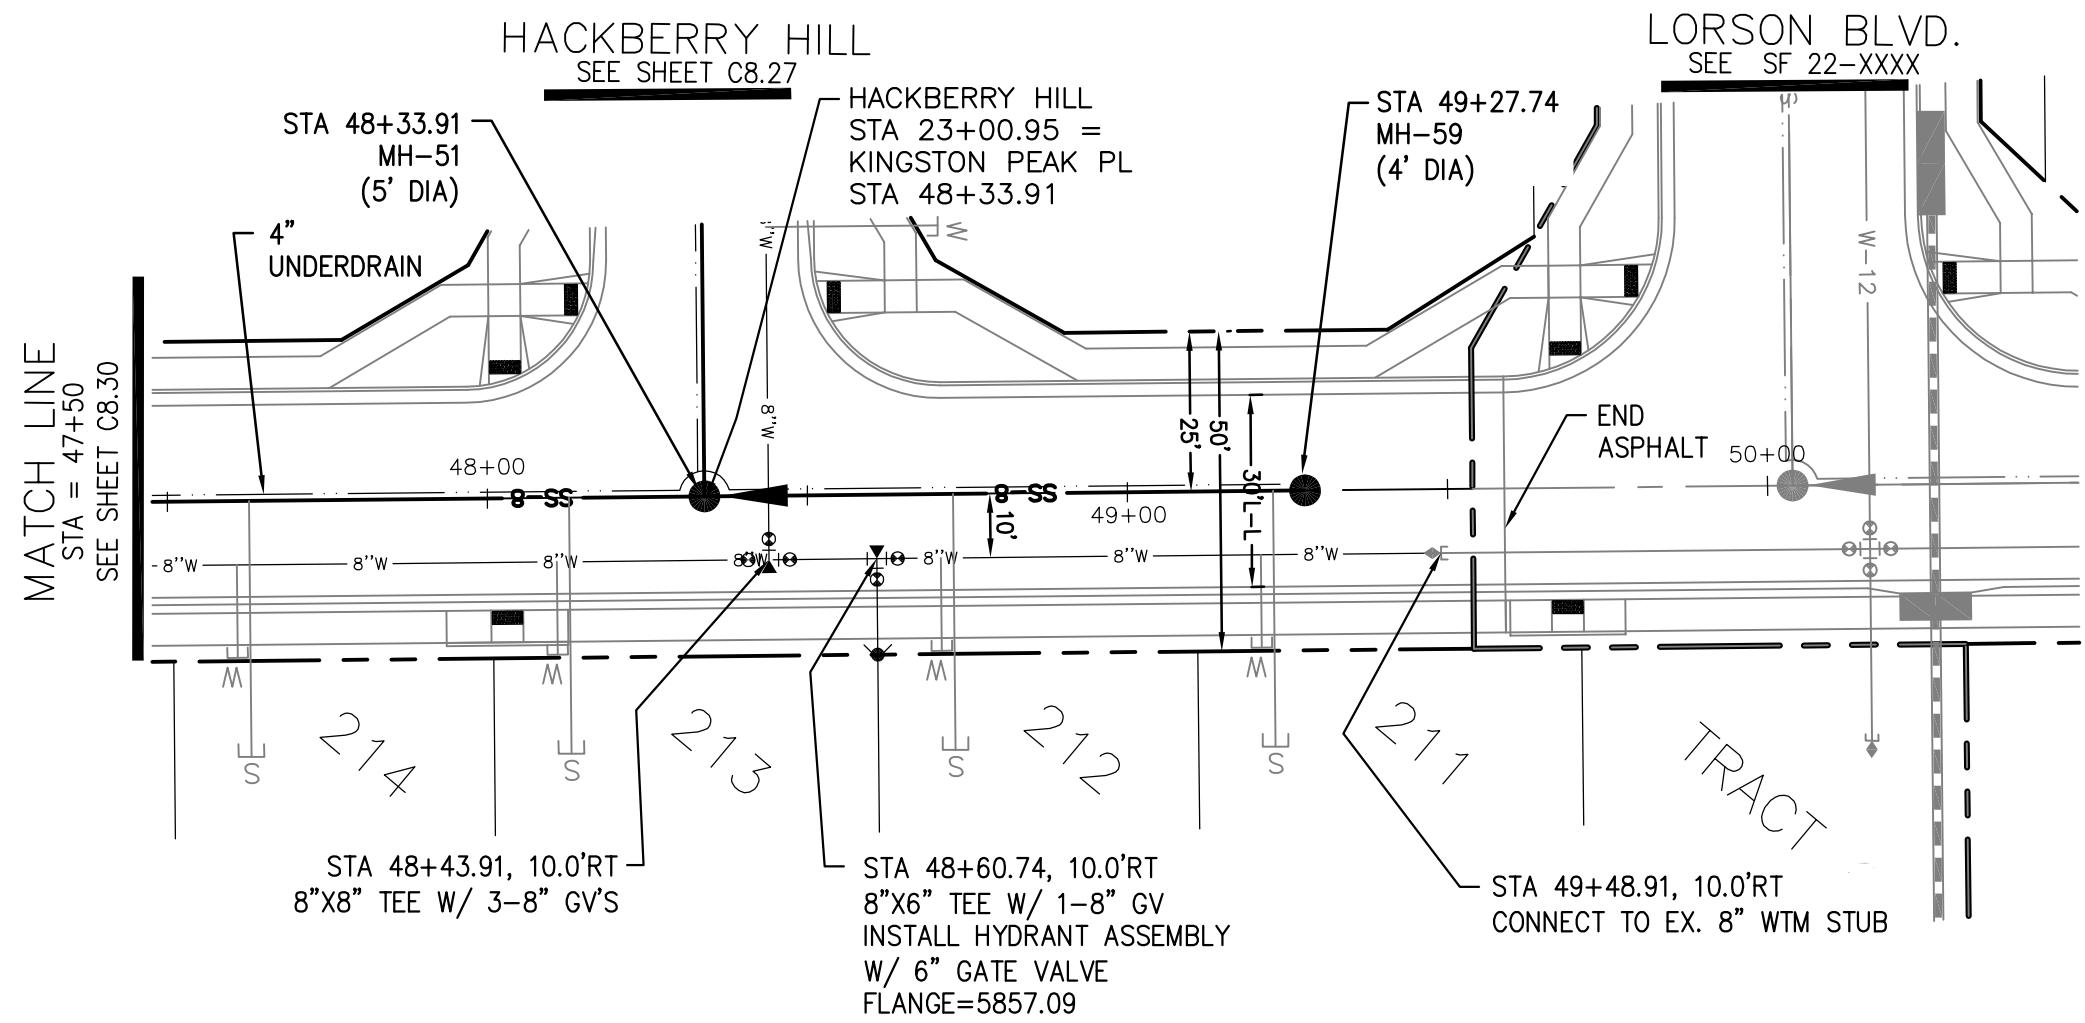 HACKBERRY HILL
SEE SHEET C8.27
LORSON BLVD.
SEE SF 22-XXXX
STA 48+33.91
MH-51
(5' DIA)
HACKBERRY HILL
STA 23+00.95 =
KINGSTON PEAK PL
STA 48+33.91
STA 49+27.74
MH-59
(4' DIA)
4"
UNDERDRAIN
MATCH LINE
STA = 47+50
SEE SHEET C8.30
8"W
W
W-12
S
25'
50'
30'L-L
10'
END
ASPHALT
48+00
49+00
50+00
8-SS
8-SS
8"W
8"W
8"W
8"W
8"W
8"W
8"W
8"W
W
W
W
W
S
S
S
S
214
213
212
211
TRACT
STA 48+43.91, 10.0'RT
8"X8" TEE W/ 3-8" GV'S
STA 48+60.74, 10.0'RT
8"X6" TEE W/ 1-8" GV
INSTALL HYDRANT ASSEMBLY
W/ 6" GATE VALVE
FLANGE=5857.09
STA 49+48.91, 10.0'RT
CONNECT TO EX. 8" WTM STUB